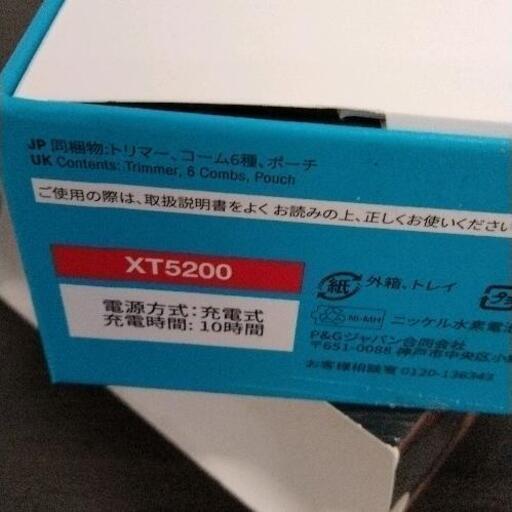 JP 同梱物:トリマー、コーム6種、ポーチ
UK Contents: Trimmer, 6 Combs, Pouch
ご使用の際は、取扱説明書をよくお読みの上、正しくお使いください
XT5200
電源方式:充電式
充電時間:10時間
紙 外箱、トレイ
プラ
Ni-MH ニッケル水素電池
P&Gジャパン合同会社
〒651-0088 神戸市中央区小野
お客様相談室 0120-136343